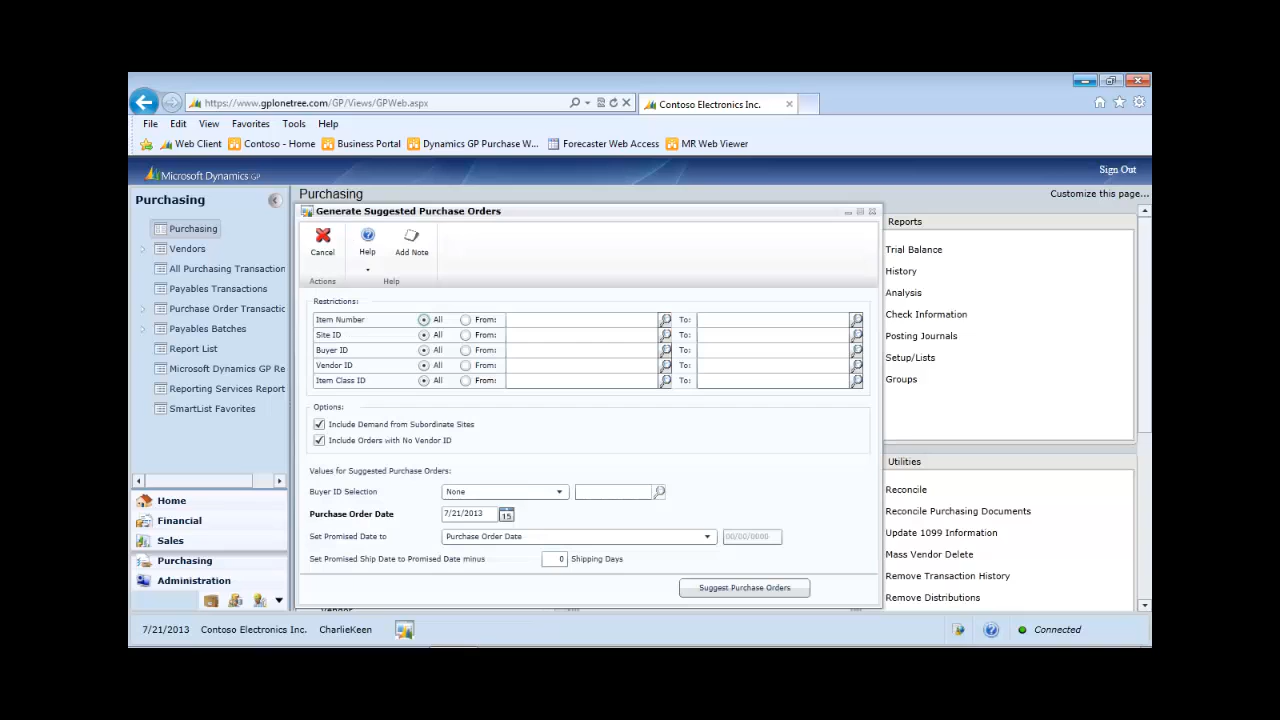 https://www.gplonetree.com/GP/Views/GPWeb.aspx
Contoso Electronics Inc.
File Edit View Favorites Tools Help
Web Client Contoso - Home Business Portal Dynamics GP Purchase W... Forecaster Web Access MR Web Viewer
Microsoft Dynamics GP
Sign Out
Purchasing
Purchasing
Customize this page...
Purchasing
Vendors
All Purchasing Transaction
Payables Transactions
Purchase Order Transactic
Payables Batches
Report List
Microsoft Dynamics GP Re
Reporting Services Report
SmartList Favorites
Home
Financial
Sales
Purchasing
Administration
Generate Suggested Purchase Orders
Cancel Help Add Note
Actions Help
Restrictions:
Item Number All From: To:
Site ID All From: To:
Buyer ID All From: To:
Vendor ID All From: To:
Item Class ID All From: To:
Options:
Include Demand from Subordinate Sites
Include Orders with No Vendor ID
Values for Suggested Purchase Orders:
Buyer ID Selection None
Purchase Order Date 7/21/2013 15
Set Promised Date to Purchase Order Date 00/00/0000
Set Promised Ship Date to Promised Date minus 0 Shipping Days
Suggest Purchase Orders
Vendor
Reports
Trial Balance
History
Analysis
Check Information
Posting Journals
Setup/Lists
Groups
Utilities
Reconcile
Reconcile Purchasing Documents
Update 1099 Information
Mass Vendor Delete
Remove Transaction History
Remove Distributions
7/21/2013 Contoso Electronics Inc. CharlieKeen
Connected